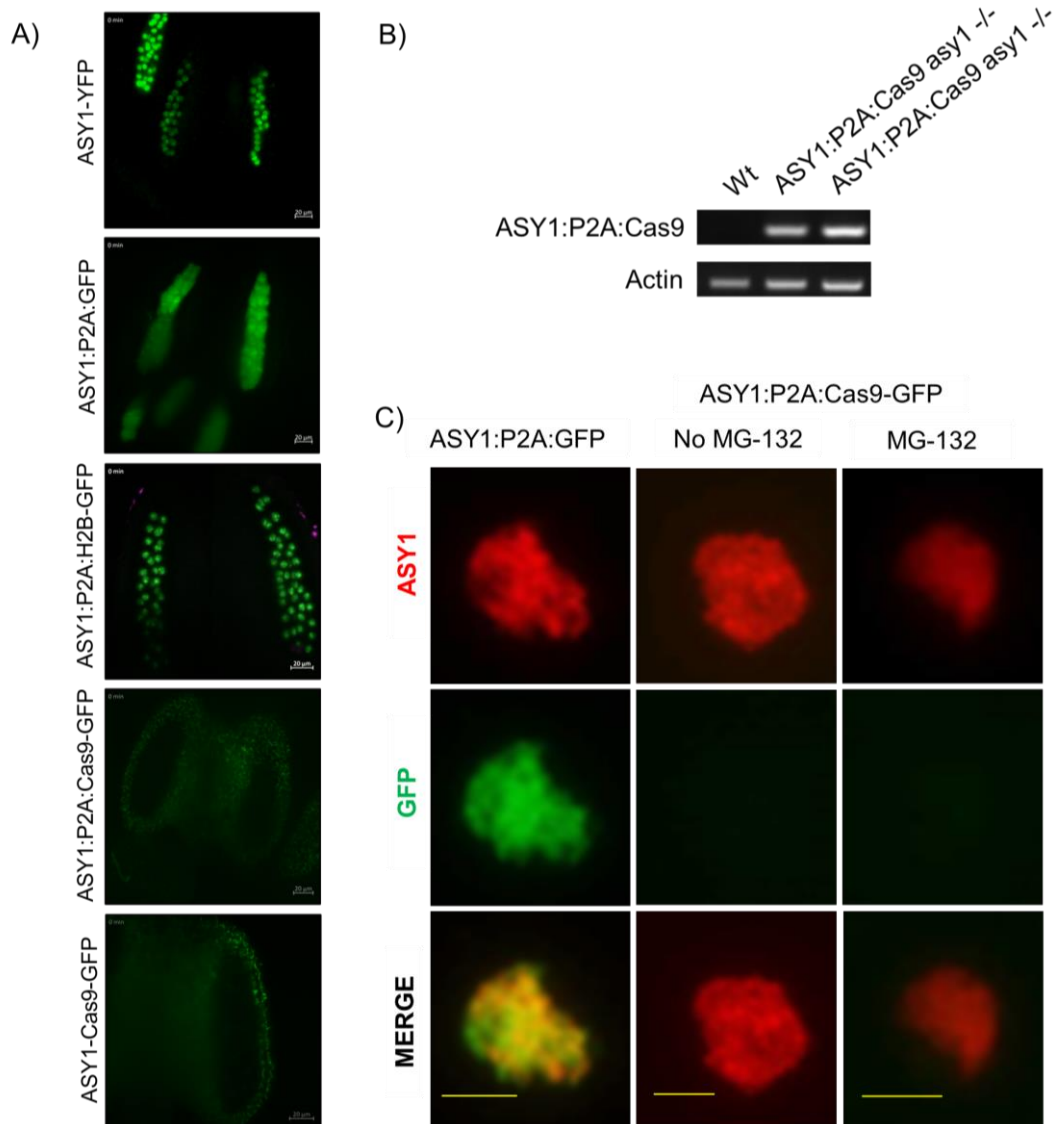 A)
ASY1-YFP
0 min
20 µm
ASY1:P2A:GFP
0 min
20 µm
ASY1:P2A:H2B-GFP
0 min
20 µm
ASY1:P2A:Cas9-GFP
0 min
20 µm
ASY1-Cas9-GFP
0 min
20 µm
B)
Wt
ASY1:P2A:Cas9 asy1 -/-
ASY1:P2A:Cas9 asy1 -/-
ASY1:P2A:Cas9
Actin
C)
ASY1:P2A:Cas9-GFP
ASY1:P2A:GFP
No MG-132
MG-132
ASY1
GFP
MERGE